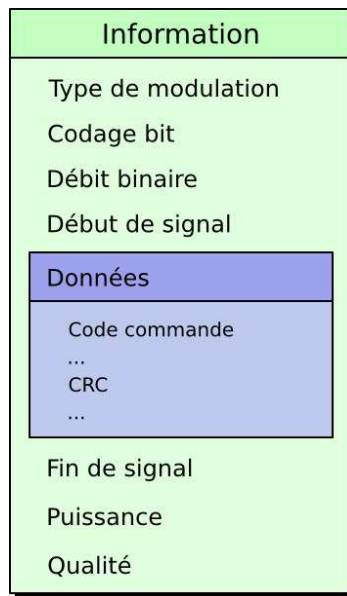 Information
Type de modulation
Codage bit
Débit binaire
Début de signal
Données
Code commande
...
CRC
...
Fin de signal
Puissance
Qualité